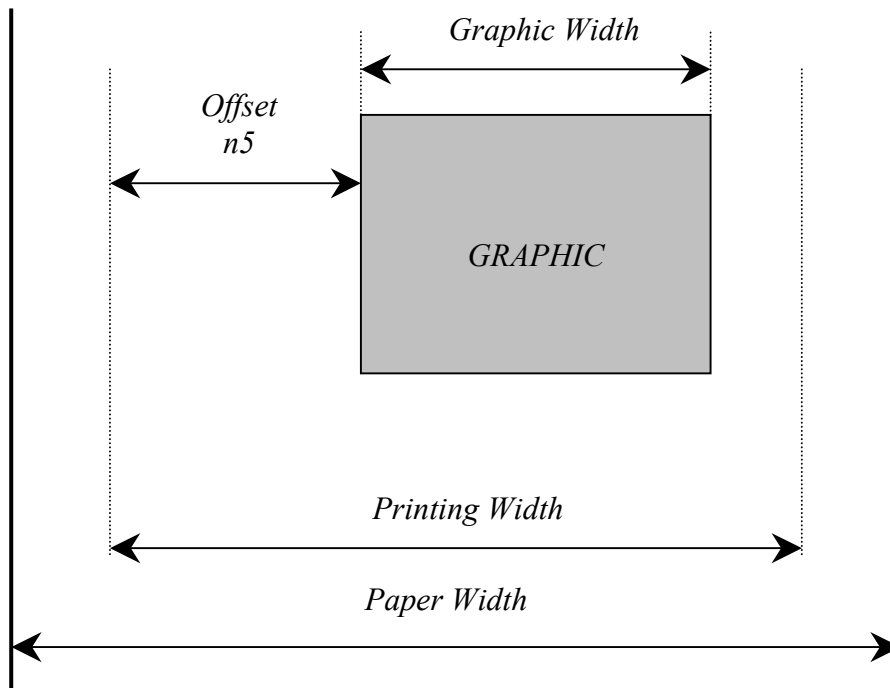 Graphic Width
Offset
n5
GRAPHIC
Printing Width
Paper Width